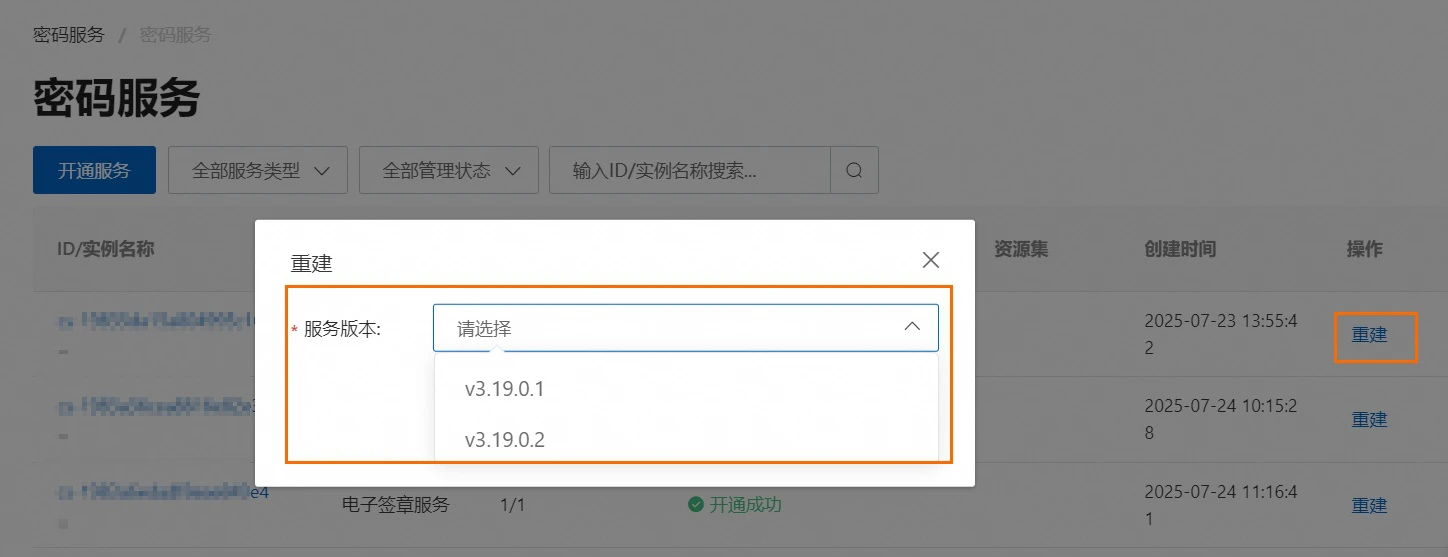 密码服务 / 密码服务
密码服务
开通服务 全部服务类型 全部管理状态 输入ID/实例名称搜索...
ID/实例名称 资源集 创建时间 操作
重建
* 服务版本: 请选择
v3.19.0.1
v3.19.0.2
2025-07-23 13:55:4
2
重建
2025-07-24 10:15:2
8
重建
电子签章服务 1/1 开通成功 2025-07-24 11:16:4
1
重建